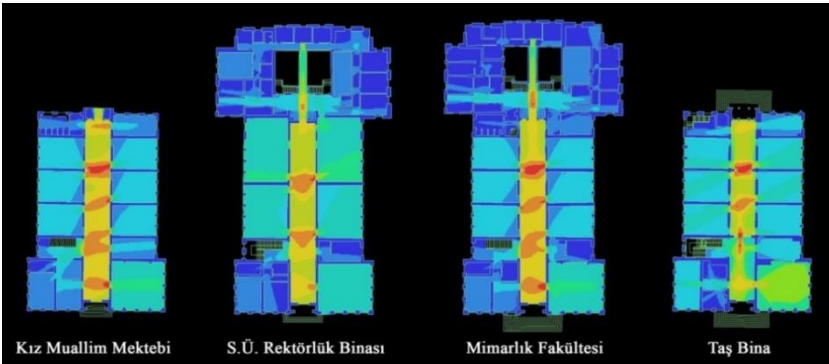 Kız Muallim Mektebi
S.Ü. Rektörlük Binası
Mimarlık Fakültesi
Taş Bina